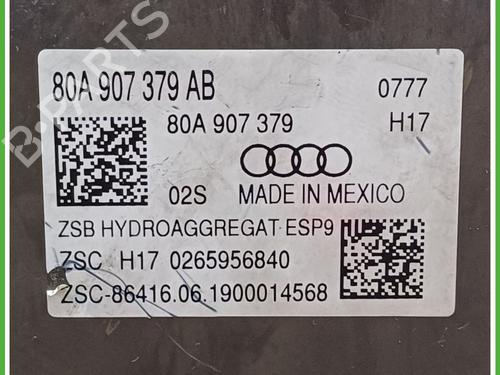 80A 907 379 AB 0777
80A 907 379 H17
02S MADE IN MEXICO
ZSB HYDROAGGREGAT ESP9
ZSC H17 0265956840
ZSC-86416.06.1900014568
B-PARTS